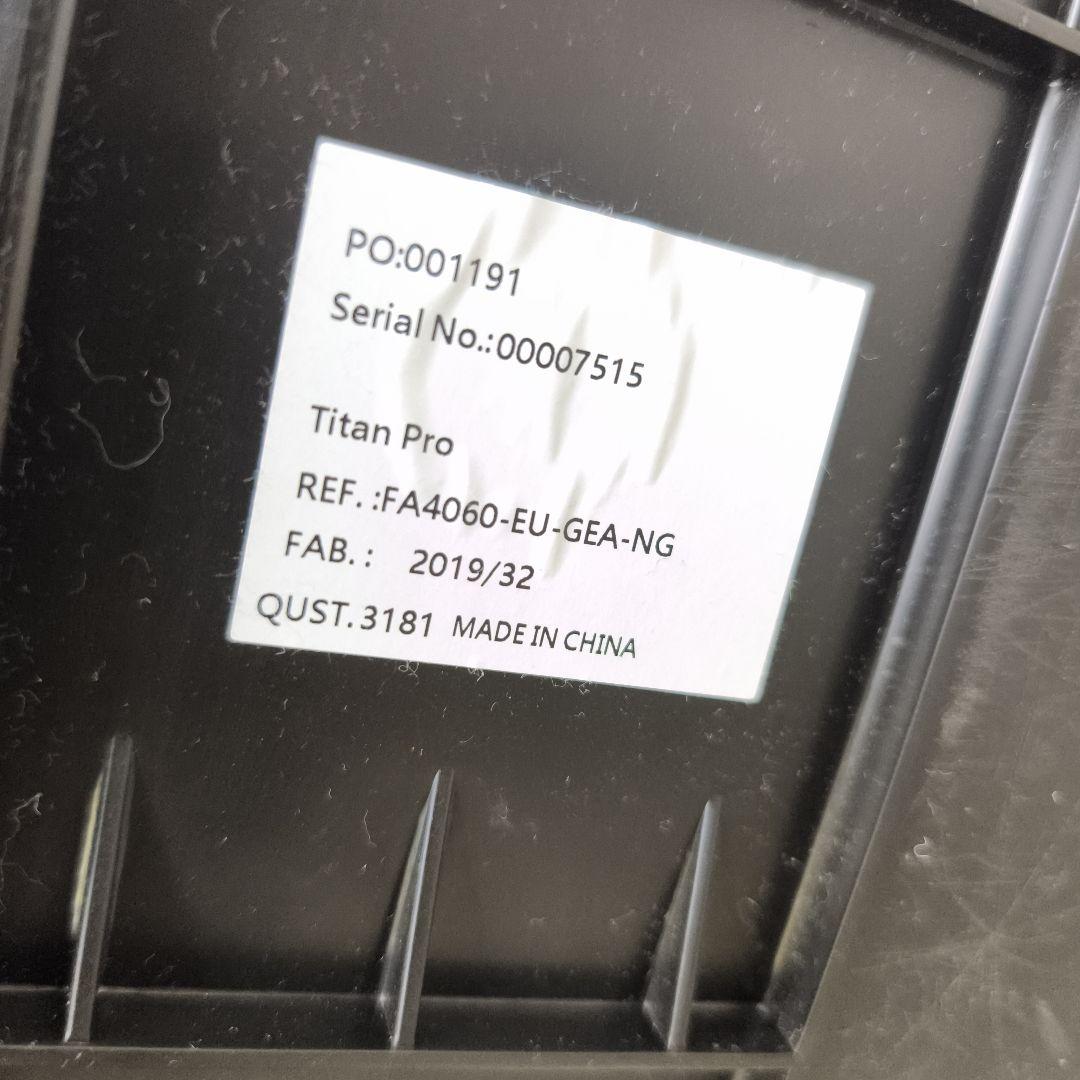 PO:001191
Serial No.:00007515
Titan Pro
REF. :FA4060-EU-GEA-NG
FAB. : 2019/32
QUST. 3181 MADE IN CHINA